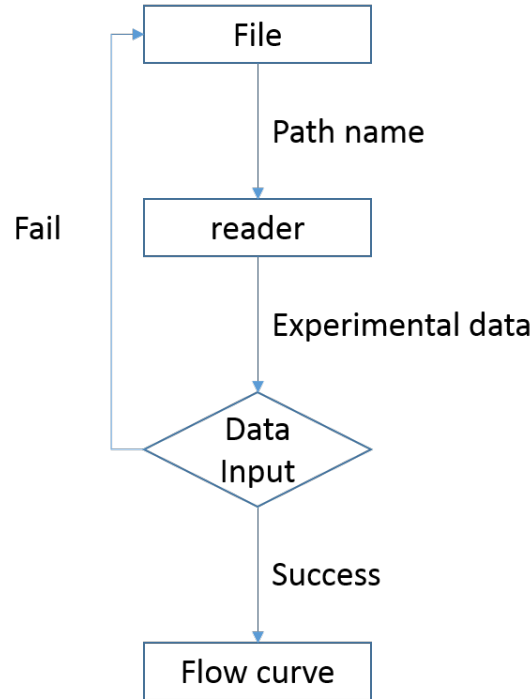 File
Path name
Fail
reader
Experimental data
Data
Input
Success
Flow curve